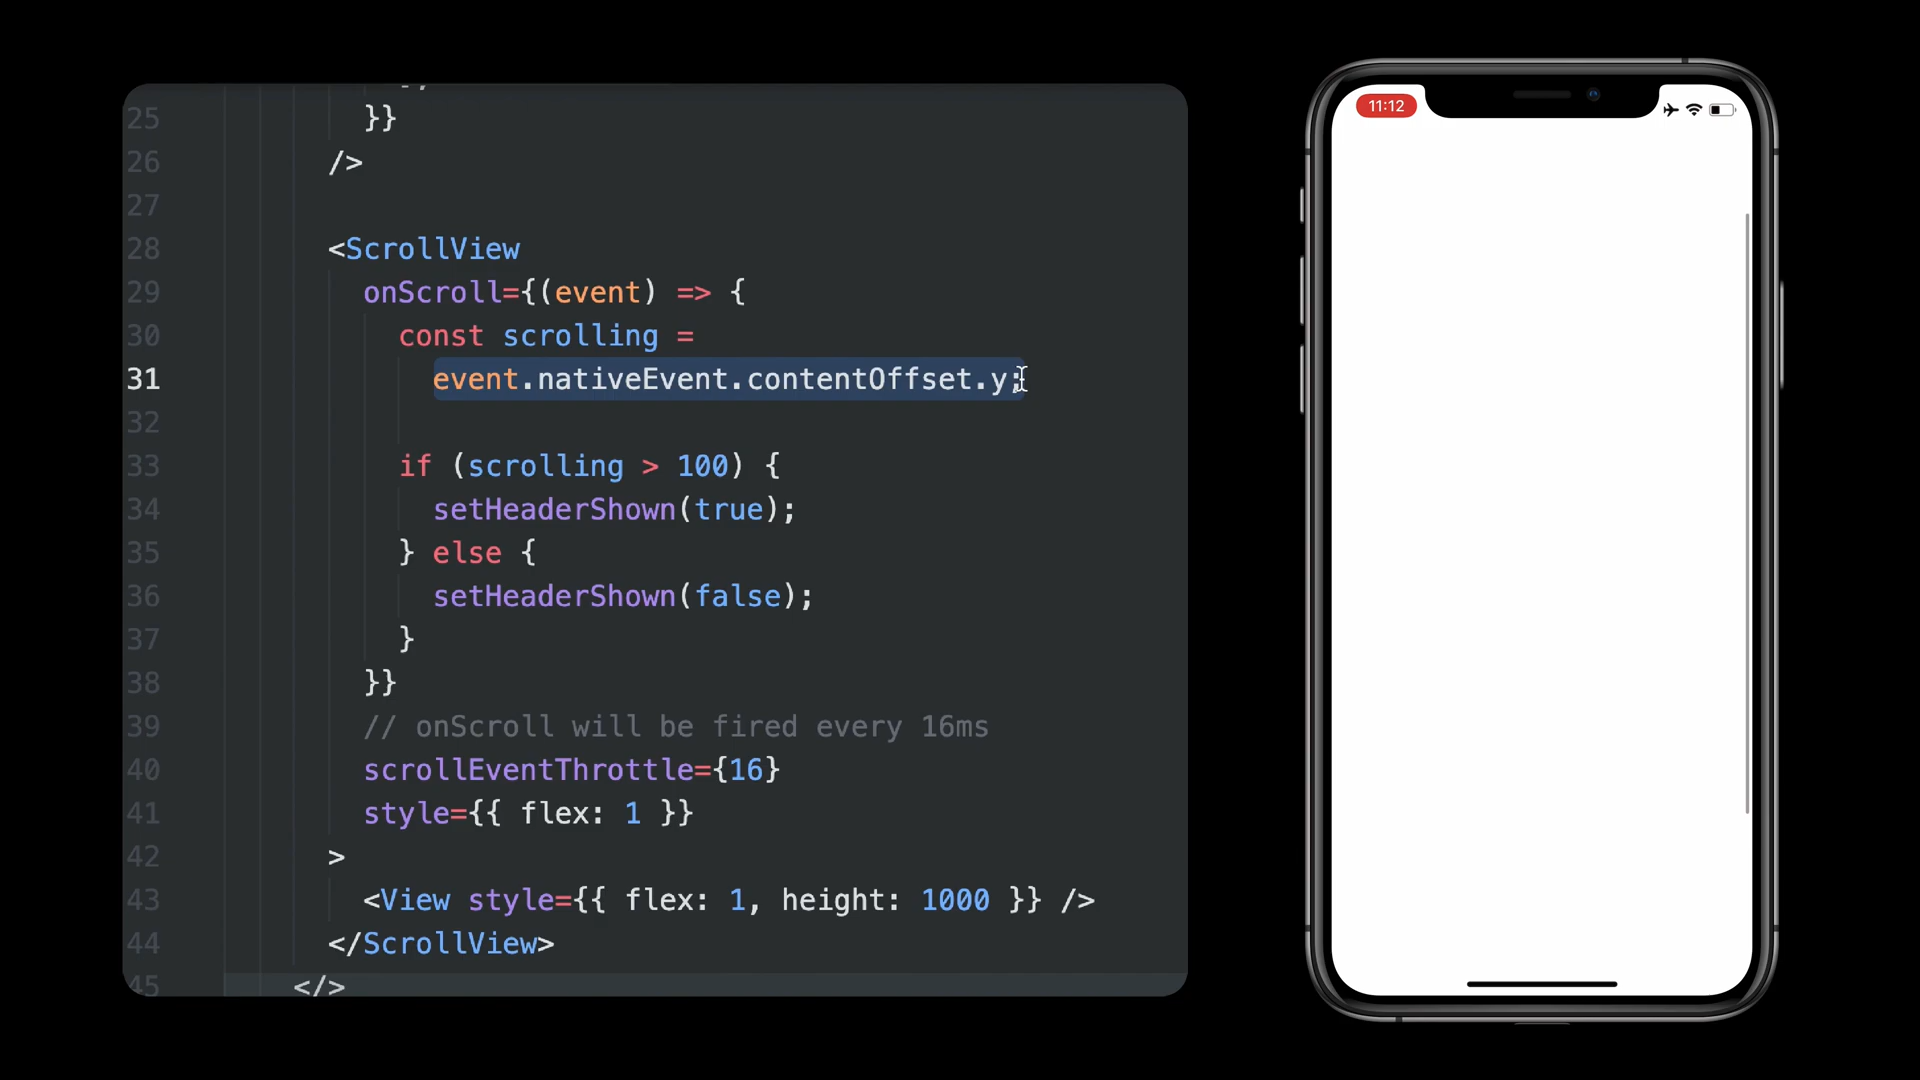 25 }}
26 />
27
28 <ScrollView
29 onScroll={(event) => {
30 const scrolling =
31 event.nativeEvent.contentOffset.y;
32
33 if (scrolling > 100) {
34 setHeaderShown(true);
35 } else {
36 setHeaderShown(false);
37 }
38 }}
39 // onScroll will be fired every 16ms
40 scrollEventThrottle={16}
41 style={{ flex: 1 }}
42 >
43 <View style={{ flex: 1, height: 1000 }} />
44 </ScrollView>
45 </>
11:12